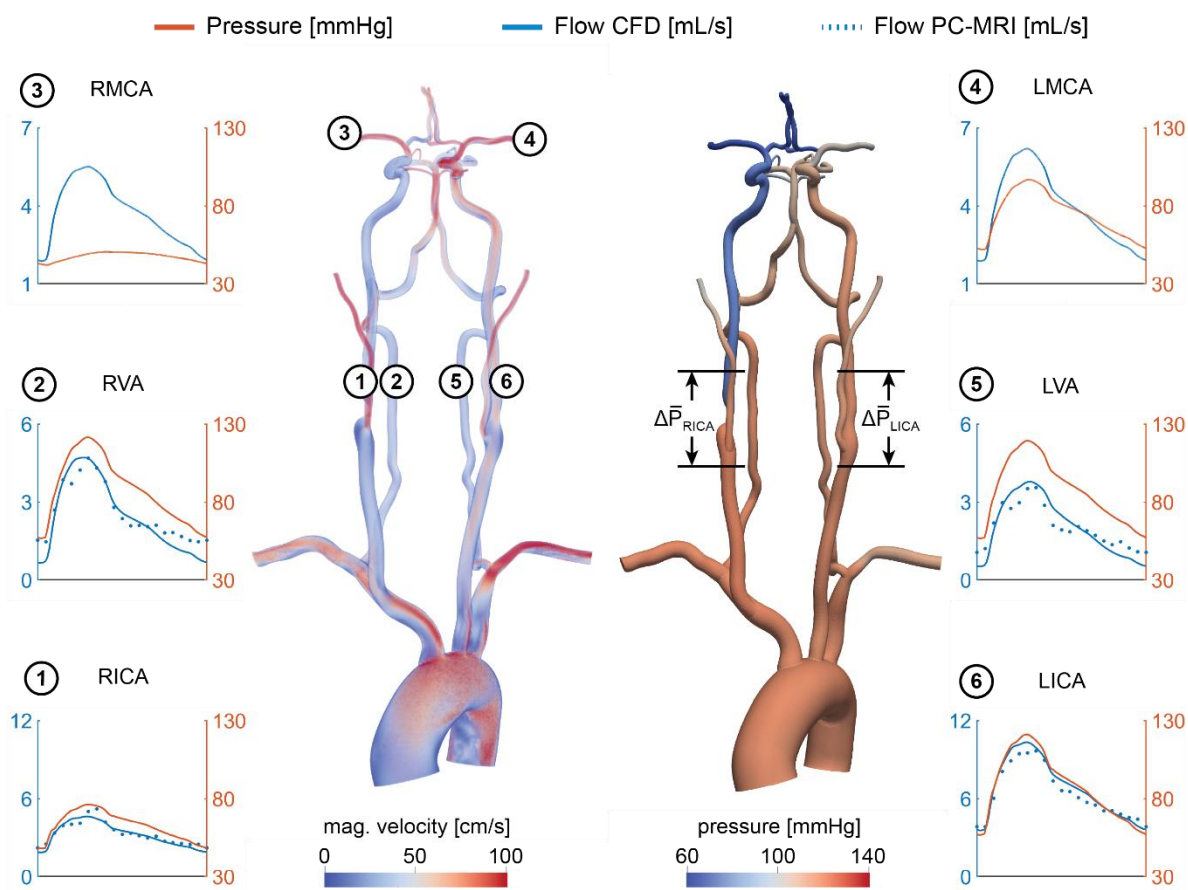 Pressure [mmHg] Flow CFD [mL/s] Flow PC-MRI [mL/s]
3 RMCA
7 130
4 80
1 30
2 RVA
6 130
3 80
0 30
1 RICA
12 130
6 80
0 30
3 4
1 2 5 6
mag. velocity [cm/s]
0 50 100
ΔP̄RICA ΔP̄LICA
pressure [mmHg]
60 100 140
4 LMCA
7 130
4 80
1 30
5 LVA
6 130
3 80
0 30
6 LICA
12 130
6 80
0 30